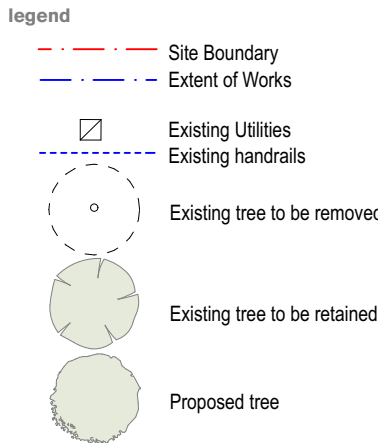 legend
Site Boundary
Extent of Works
Existing Utilities
Existing handrails
Existing tree to be removed
Existing tree to be retained
Proposed tree